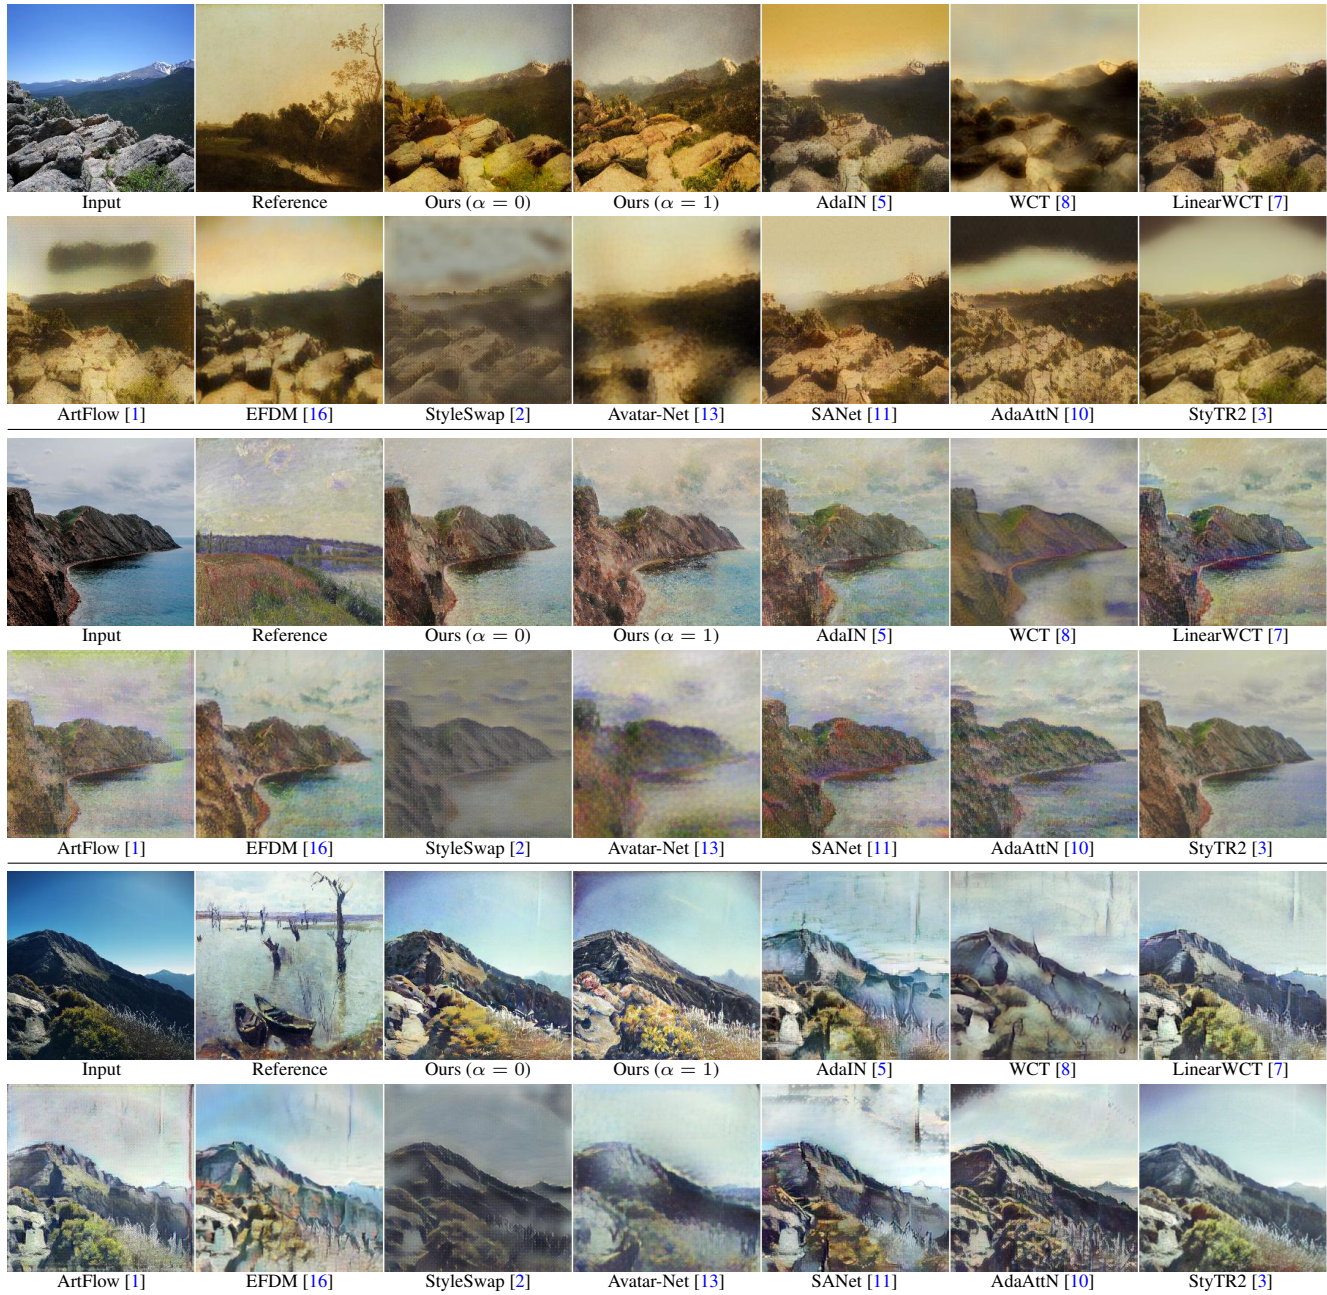 Input Reference Ours (α = 0) Ours (α = 1) AdaIN [5] WCT [8] LinearWCT [7]
ArtFlow [1] EFDM [16] StyleSwap [2] Avatar-Net [13] SANet [11] AdaAttN [10] StyTR2 [3]
Input Reference Ours (α = 0) Ours (α = 1) AdaIN [5] WCT [8] LinearWCT [7]
ArtFlow [1] EFDM [16] StyleSwap [2] Avatar-Net [13] SANet [11] AdaAttN [10] StyTR2 [3]
Input Reference Ours (α = 0) Ours (α = 1) AdaIN [5] WCT [8] LinearWCT [7]
ArtFlow [1] EFDM [16] StyleSwap [2] Avatar-Net [13] SANet [11] AdaAttN [10] StyTR2 [3]